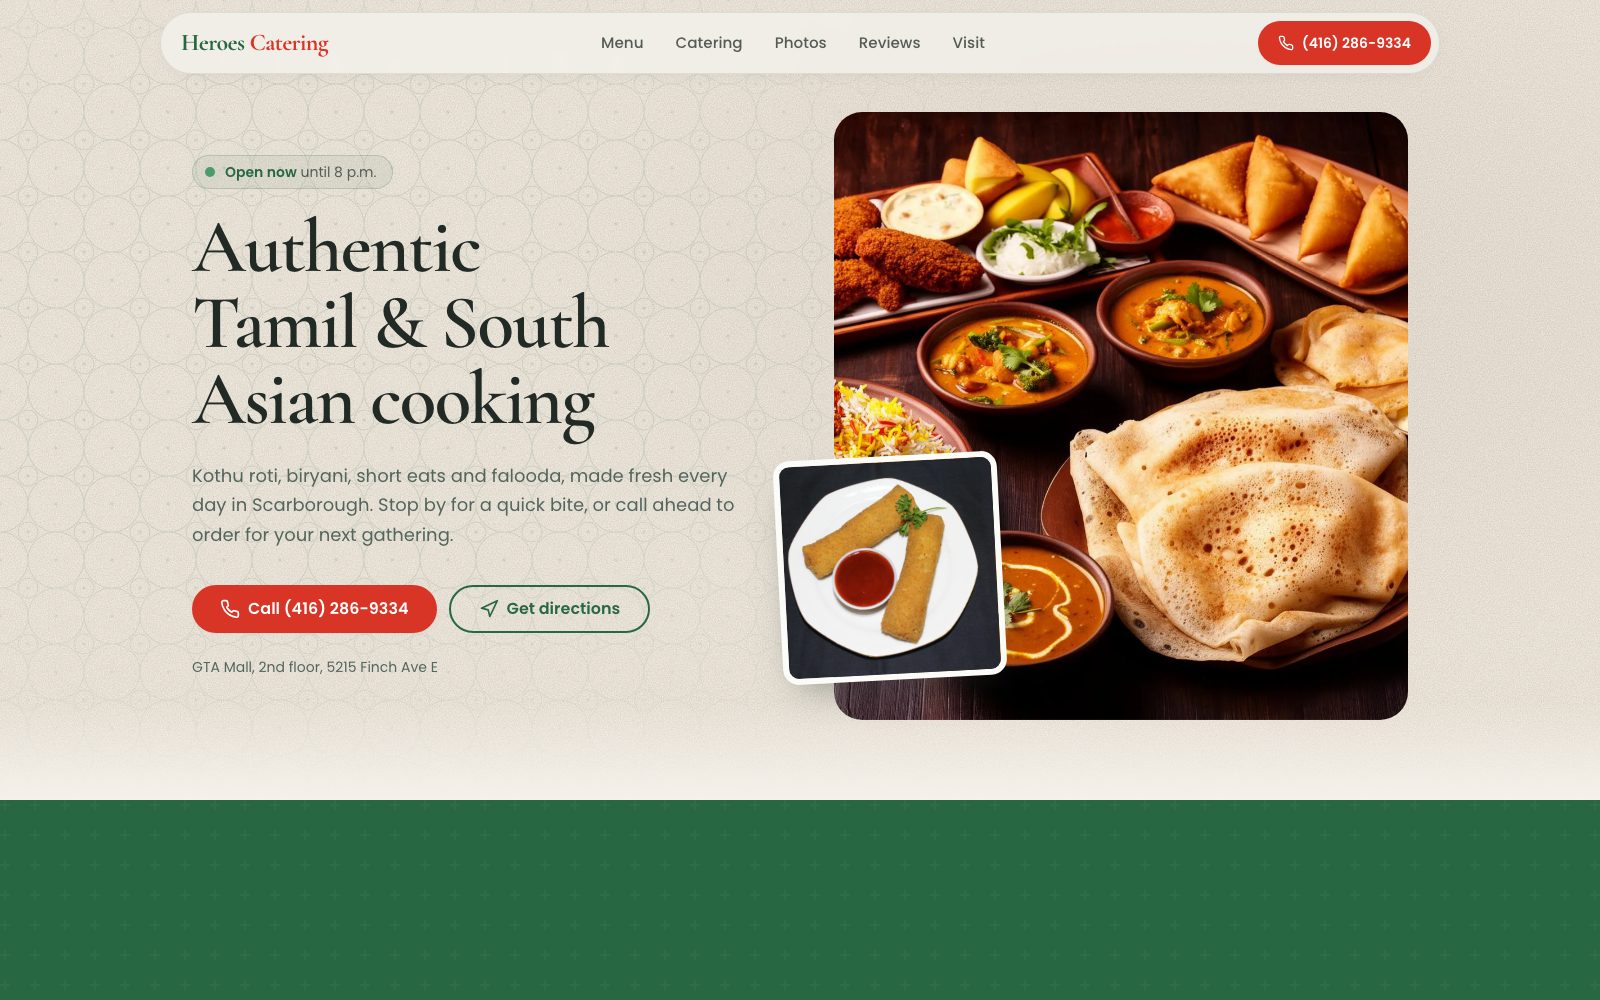 Heroes Catering
Menu
Catering
Photos
Reviews
Visit
(416) 286-9334
Open now until 8 p.m.
Authentic
Tamil & South
Asian cooking
Kothu roti, biryani, short eats and falooda, made fresh every
day in Scarborough. Stop by for a quick bite, or call ahead to
order for your next gathering.
Call (416) 286-9334
Get directions
GTA Mall, 2nd floor, 5215 Finch Ave E